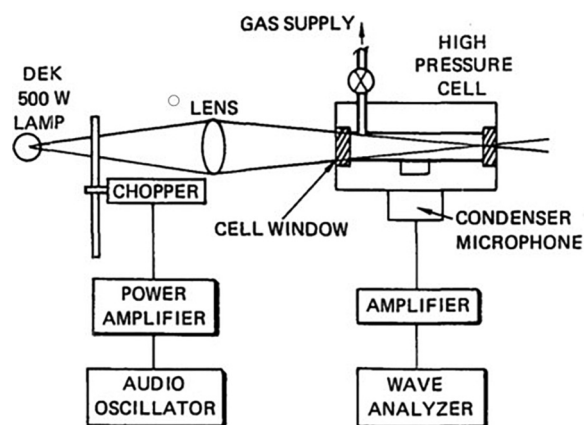 GAS SUPPLY
HIGH
PRESSURE
CELL
DEK
500 W
LAMP
LENS
CHOPPER
CELL WINDOW
CONDENSER
MICROPHONE
POWER
AMPLIFIER
AMPLIFIER
AUDIO
OSCILLATOR
WAVE
ANALYZER